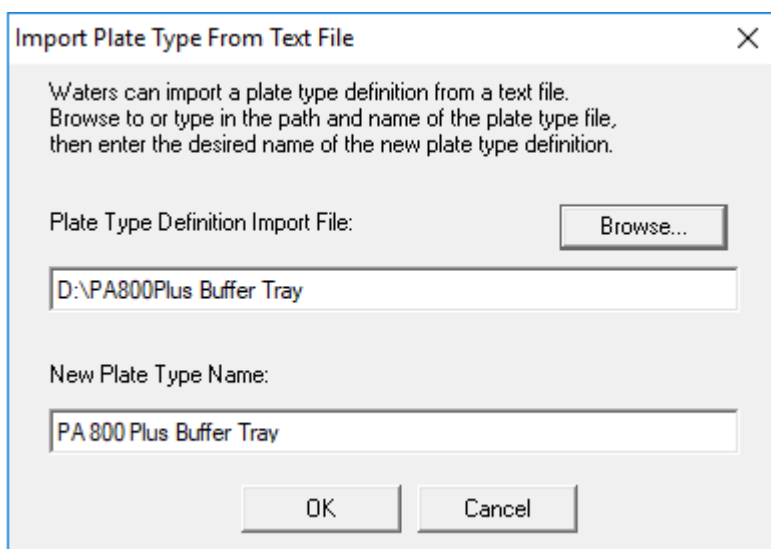 Import Plate Type From Text File
Waters can import a plate type definition from a text file.
Browse to or type in the path and name of the plate type file,
then enter the desired name of the new plate type definition.
Plate Type Definition Import File:
Browse...
D:\PA800Plus Buffer Tray
New Plate Type Name:
PA 800 Plus Buffer Tray
OK
Cancel